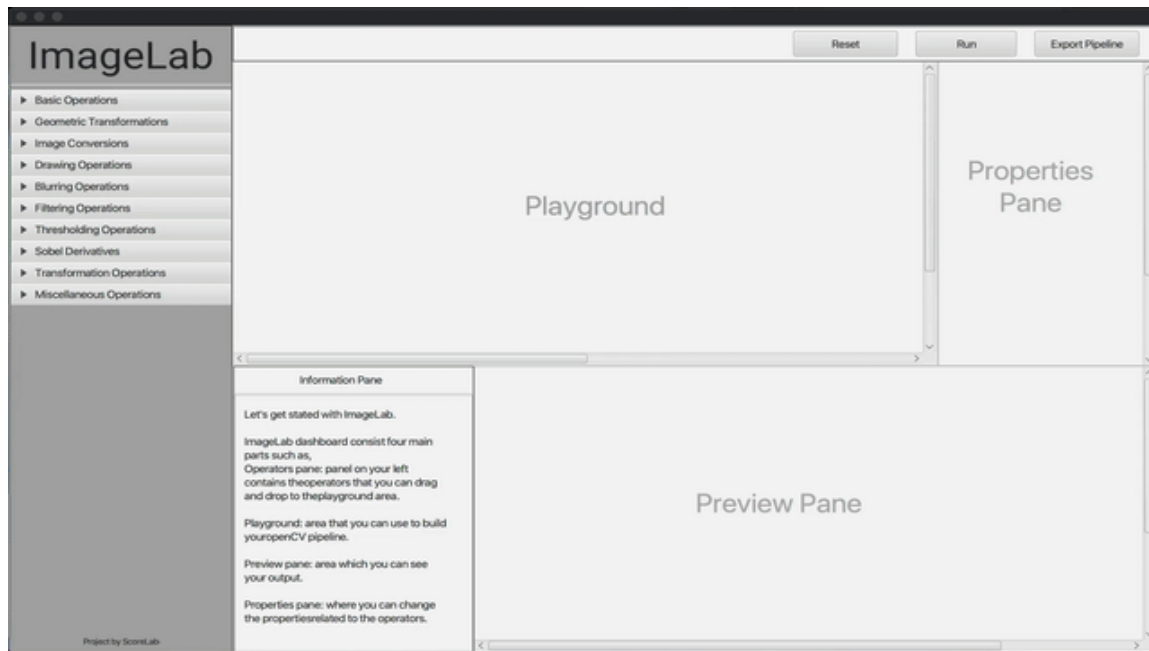 ImageLab
Reset
Run
Export Pipeline
Basic Operations
Geometric Transformations
Image Conversions
Drawing Operations
Blurring Operations
Filtering Operations
Thresholding Operations
Sobel Derivatives
Transformation Operations
Miscellaneous Operations
Playground
Properties
Pane
Information Pane
Let's get stated with ImageLab.
ImageLab dashboard consist four main
parts such as,
Operators pane: panel on your left
contains theoperators that you can drag
and drop to theplayground area.
Playground: area that you can use to build
youropenCV pipeline.
Preview pane: area which you can see
your output.
Properties pane: where you can change
the propertiesrelated to the operators.
Preview Pane
Project by ScoreLab